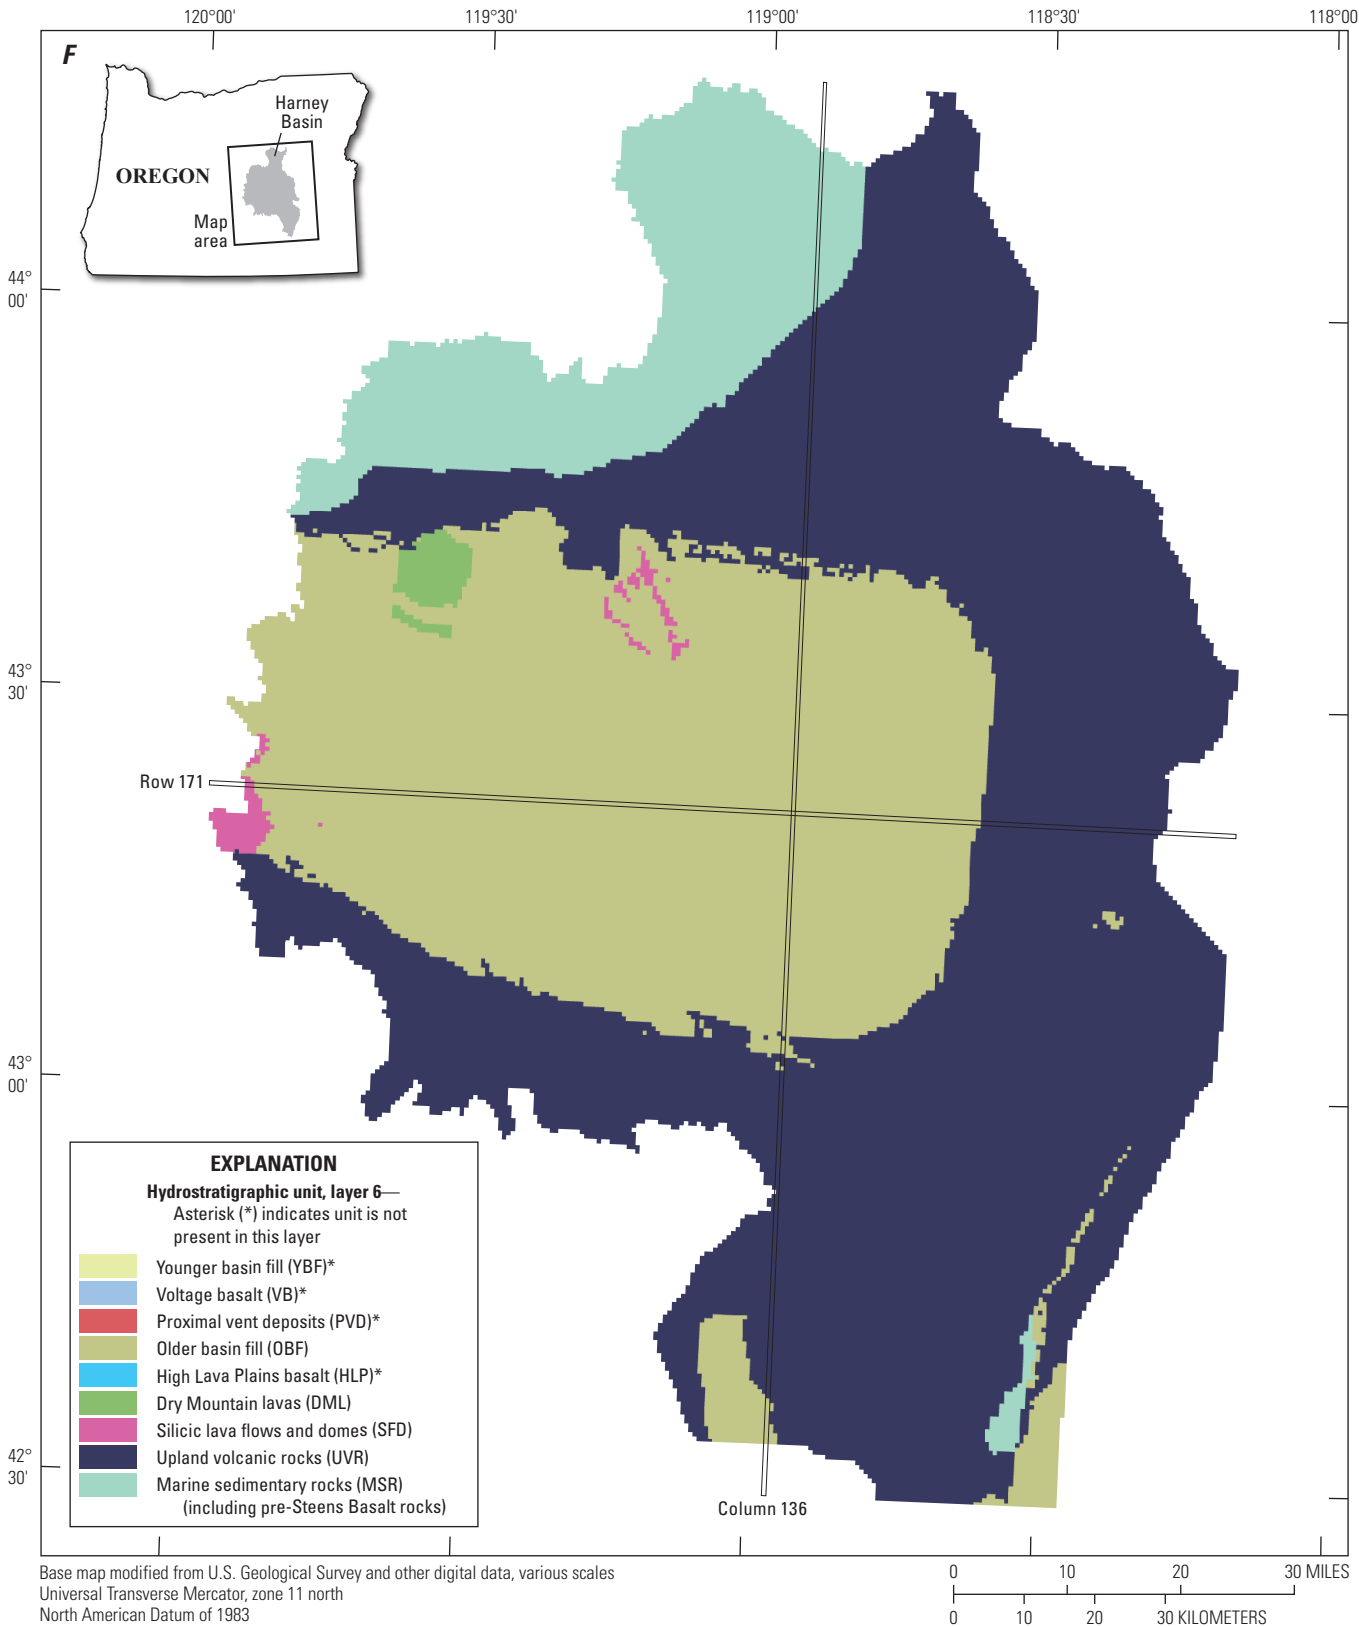 120°00'
119°30'
119°00'
118°30'
118°00'
F
Harney
Basin
OREGON
Map
area
44°
00'
43°
30'
Row 171
43°
00'
42°
30'
EXPLANATION
Hydrostratigraphic unit, layer 6—
Asterisk (*) indicates unit is not
present in this layer
Younger basin fill (YBF)*
Voltage basalt (VB)*
Proximal vent deposits (PVD)*
Older basin fill (OBF)
High Lava Plains basalt (HLP)*
Dry Mountain lavas (DML)
Silicic lava flows and domes (SFD)
Upland volcanic rocks (UVR)
Marine sedimentary rocks (MSR)
(including pre-Steens Basalt rocks)
Column 136
Base map modified from U.S. Geological Survey and other digital data, various scales
Universal Transverse Mercator, zone 11 north
North American Datum of 1983
0 10 20 30 MILES
0 10 20 30 KILOMETERS